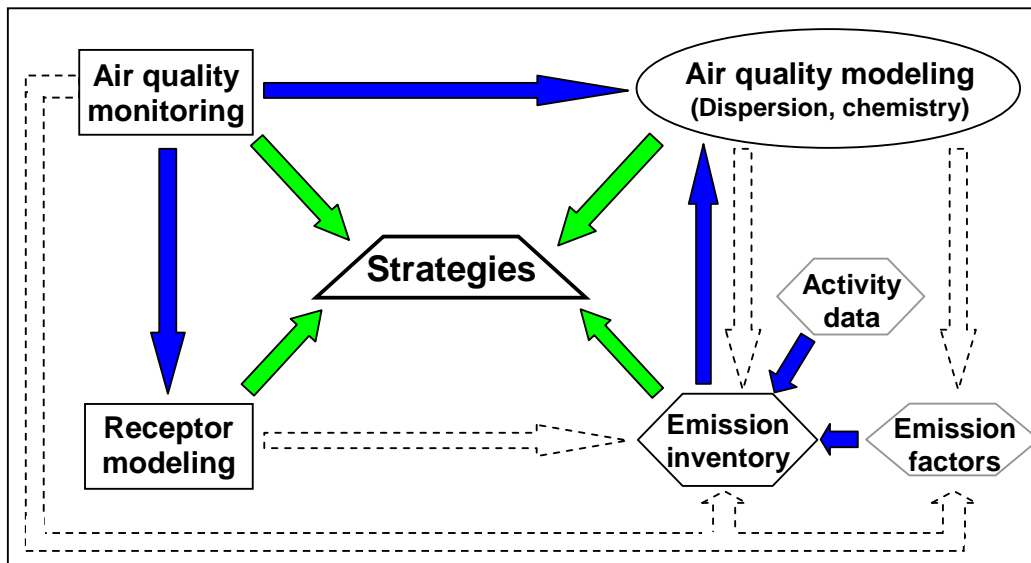 Air quality
monitoring
Air quality modeling
(Dispersion, chemistry)
Strategies
Activity
data
Receptor
modeling
Emission
inventory
Emission
factors